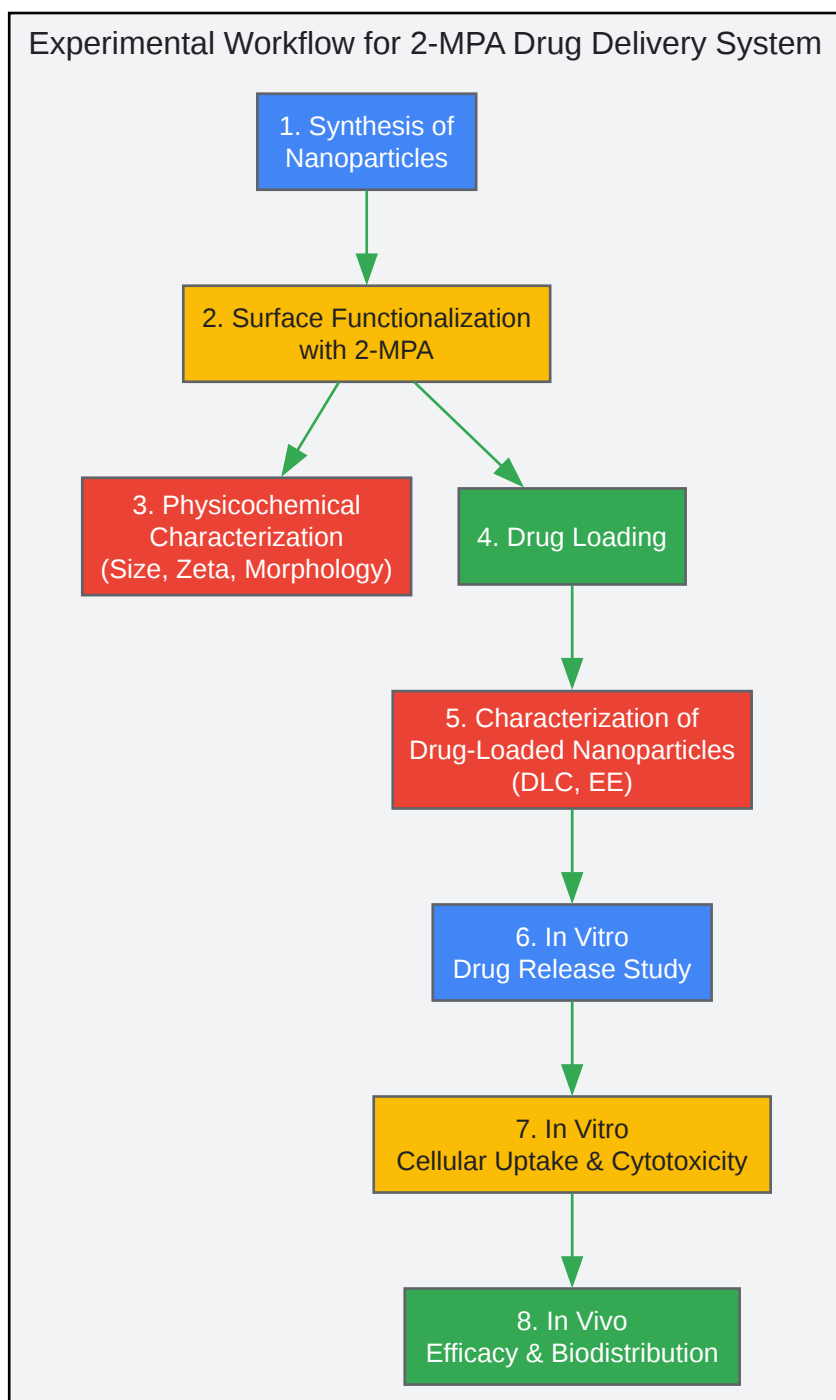 Experimental Workflow for 2-MPA Drug Delivery System
1. Synthesis of
Nanoparticles
2. Surface Functionalization
with 2-MPA
3. Physicochemical
Characterization
(Size, Zeta, Morphology)
4. Drug Loading
5. Characterization of
Drug-Loaded Nanoparticles
(DLC, EE)
6. In Vitro
Drug Release Study
7. In Vitro
Cellular Uptake & Cytotoxicity
8. In Vivo
Efficacy & Biodistribution